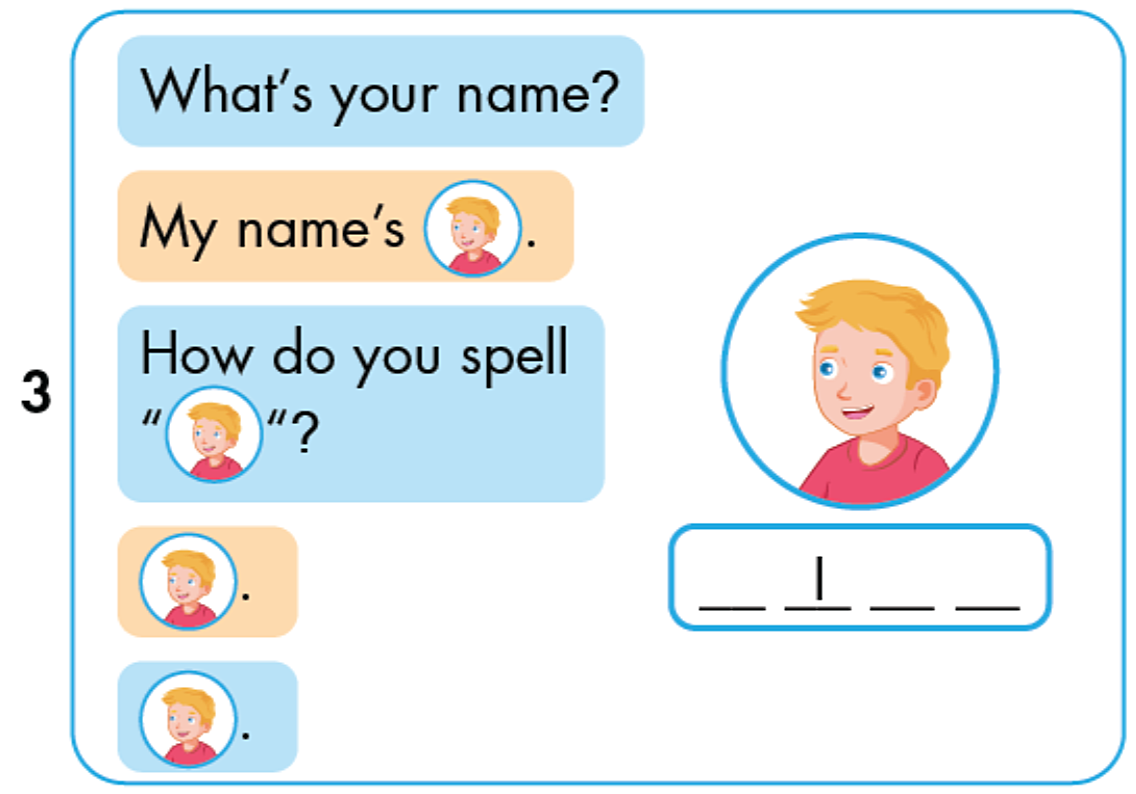 What's your name?
My name's .
3
How do you spell
“ “?
.
.
__ l __ __